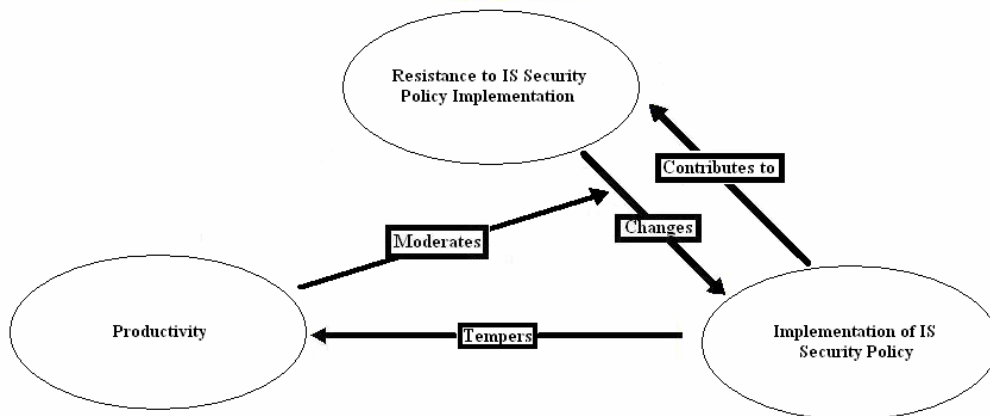 Resistance to IS Security
Policy Implementation
Contributes to
Changes
Moderates
Productivity
Tempers
Implementation of IS
Security Policy